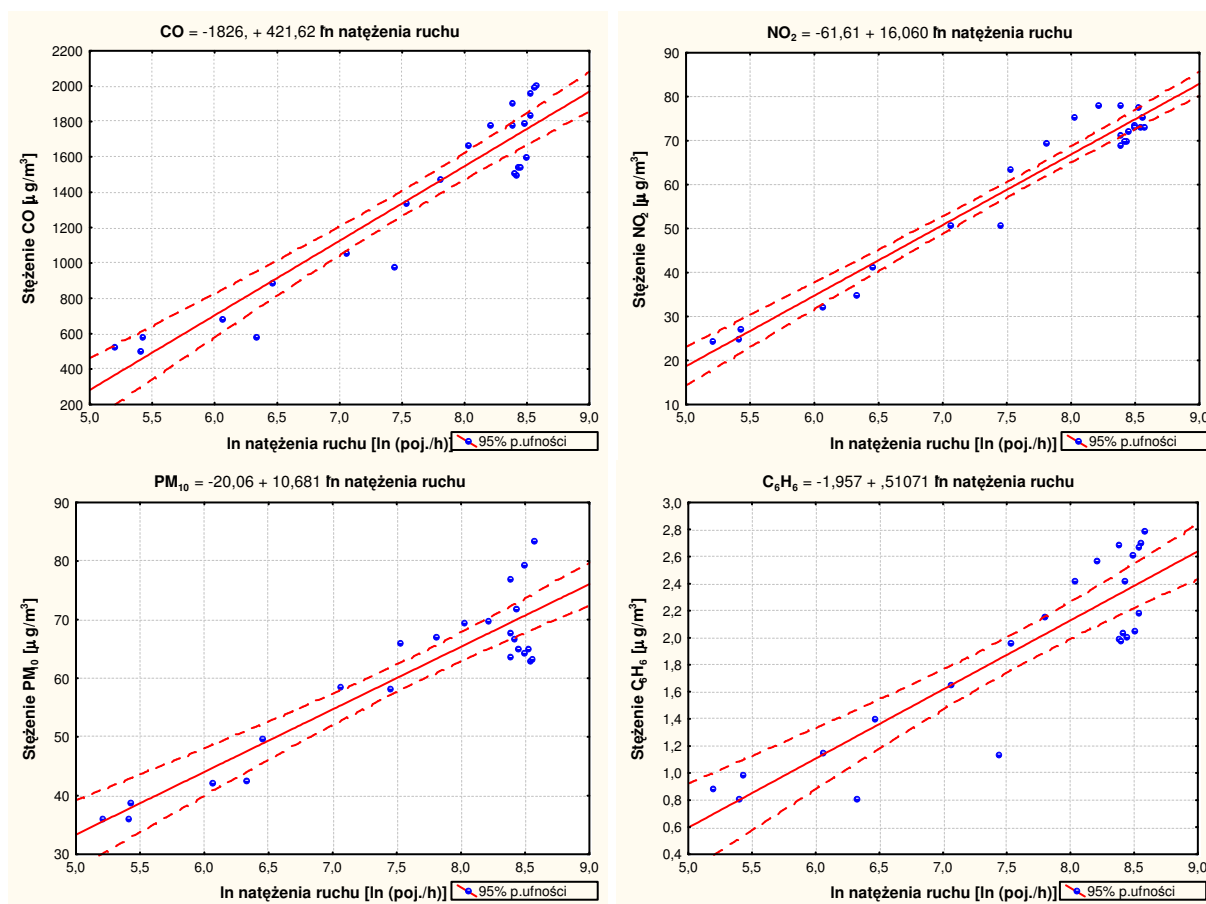 CO = -1826, + 421,62 ľn natężenia ruchu
Stężenie CO [µ g/m³]
2200
2000
1800
1600
1400
1200
1000
800
600
400
200
5,0 5,5 6,0 6,5 7,0 7,5 8,0 8,5 9,0
ln natężenia ruchu [ln (poj./h)]
95% p.ufności
NO₂ = -61,61 + 16,060 ľn natężenia ruchu
Stężenie NO₂ [µ g/m³]
90
80
70
60
50
40
30
20
10
5,0 5,5 6,0 6,5 7,0 7,5 8,0 8,5 9,0
ln natężenia ruchu [ln (poj./h)]
95% p.ufności
PM₁₀ = -20,06 + 10,681 ľn natężenia ruchu
Stężenie PM₁₀ [µ g/m³]
90
80
70
60
50
40
30
5,0 5,5 6,0 6,5 7,0 7,5 8,0 8,5 9,0
ln natężenia ruchu [ln (poj./h)]
95% p.ufności
C₆H₆ = -1,957 + ,51071 ľn natężenia ruchu
Stężenie C₆H₆ [µ g/m³]
3,0
2,8
2,6
2,4
2,2
2,0
1,8
1,6
1,4
1,2
1,0
0,8
0,6
0,4
5,0 5,5 6,0 6,5 7,0 7,5 8,0 8,5 9,0
ln natężenia ruchu [ln (poj./h)]
95% p.ufności